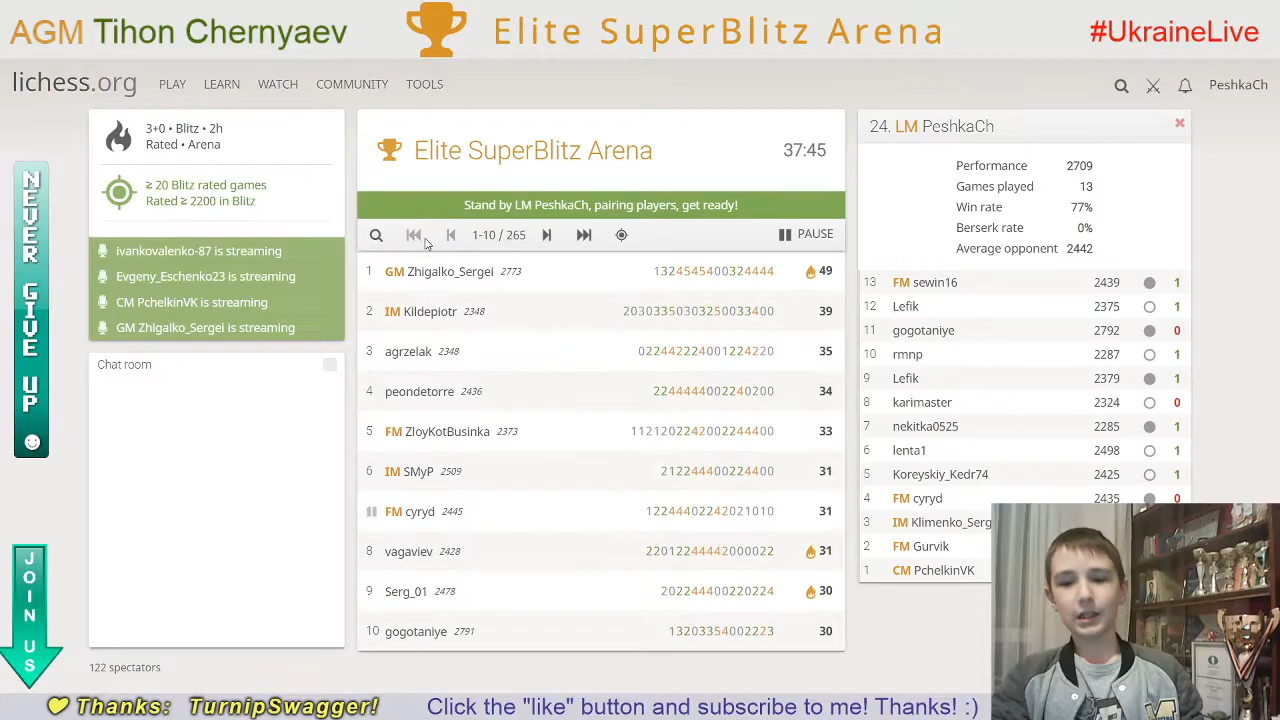 AGM Tihon Chernyaev
Elite SuperBlitz Arena
#UkraineLive
lichess.org
PLAY
LEARN
WATCH
COMMUNITY
TOOLS
PeshkaCh
NEVER GIVE UP
JOIN US
3+0 • Blitz • 2h
Rated • Arena
≥ 20 Blitz rated games
Rated ≥ 2200 in Blitz
ivankovalenko-87 is streaming
Evgeny_Eschenko23 is streaming
CM PchelkinVK is streaming
GM Zhigalko_Sergei is streaming
Chat room
122 spectators
Elite SuperBlitz Arena 37:45
Stand by LM PeshkaCh, pairing players, get ready!
1-10 / 265 PAUSE
1 GM Zhigalko_Sergei 2773 1324545400324444 49
2 IM Kildepiotr 2348 20303350303250033400 39
3 agrzelak 2348 022442224001224220 35
4 peondetorre 2436 2244444002240200 34
5 FM ZloyKotBusinka 2373 1121202242002244400 33
6 IM SMyP 2509 212244400224400 31
FM cyryd 2445 122444022420210​10 31
8 vagaviev 2428 22012244442000022 31
9 Serg_01 2478 202244400220224 30
10 gogotaniye 2791 13203354002223 30
24. LM PeshkaCh
Performance 2709
Games played 13
Win rate 77%
Berserk rate 0%
Average opponent 2442
13 FM sewin16 2439 1
12 Lefik 2375 1
11 gogotaniye 2792 0
10 rmnp 2287 1
9 Lefik 2379 1
8 karimaster 2324 0
7 nekitka0525 2285 1
6 lenta1 2498 1
5 Koreyskiy_Kedr74 2425 1
4 FM cyryd 2435 0
3 IM Klimenko_Serg
2 FM Gurvik
1 CM PchelkinVK
Thanks: TurnipSwagger!
Click the "like" button and subscribe to me! Thanks! :)